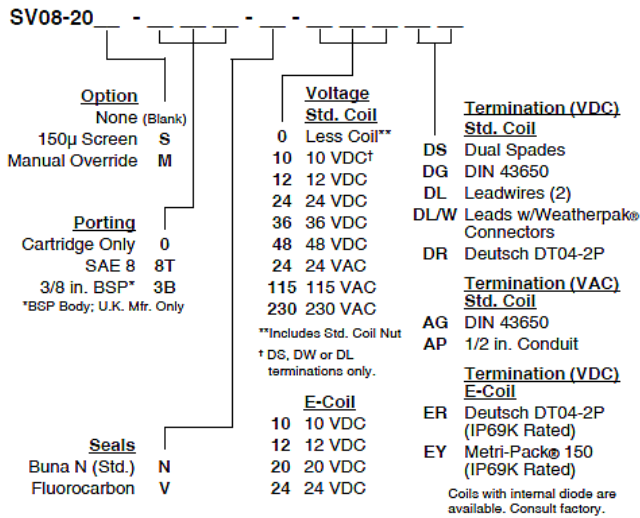 SV08-20__ - __ __ __ - __ - __ __ __ __ __
Option
None (Blank)
150µ Screen S
Manual Override M
Porting
Cartridge Only 0
SAE 8 8T
3/8 in. BSP* 3B
*BSP Body; U.K. Mfr. Only
Seals
Buna N (Std.) N
Fluorocarbon V
Voltage
Std. Coil
0 Less Coil**
10 10 VDC†
12 12 VDC
24 24 VDC
36 36 VDC
48 48 VDC
24 24 VAC
115 115 VAC
230 230 VAC
**Includes Std. Coil Nut
† DS, DW or DL
terminations only.
E-Coil
10 10 VDC
12 12 VDC
20 20 VDC
24 24 VDC
Termination (VDC)
Std. Coil
DS Dual Spades
DG DIN 43650
DL Leadwires (2)
DL/W Leads w/Weatherpak®
Connectors
DR Deutsch DT04-2P
Termination (VAC)
Std. Coil
AG DIN 43650
AP 1/2 in. Conduit
Termination (VDC)
E-Coil
ER Deutsch DT04-2P
(IP69K Rated)
EY Metri-Pack® 150
(IP69K Rated)
Coils with internal diode are
available. Consult factory.